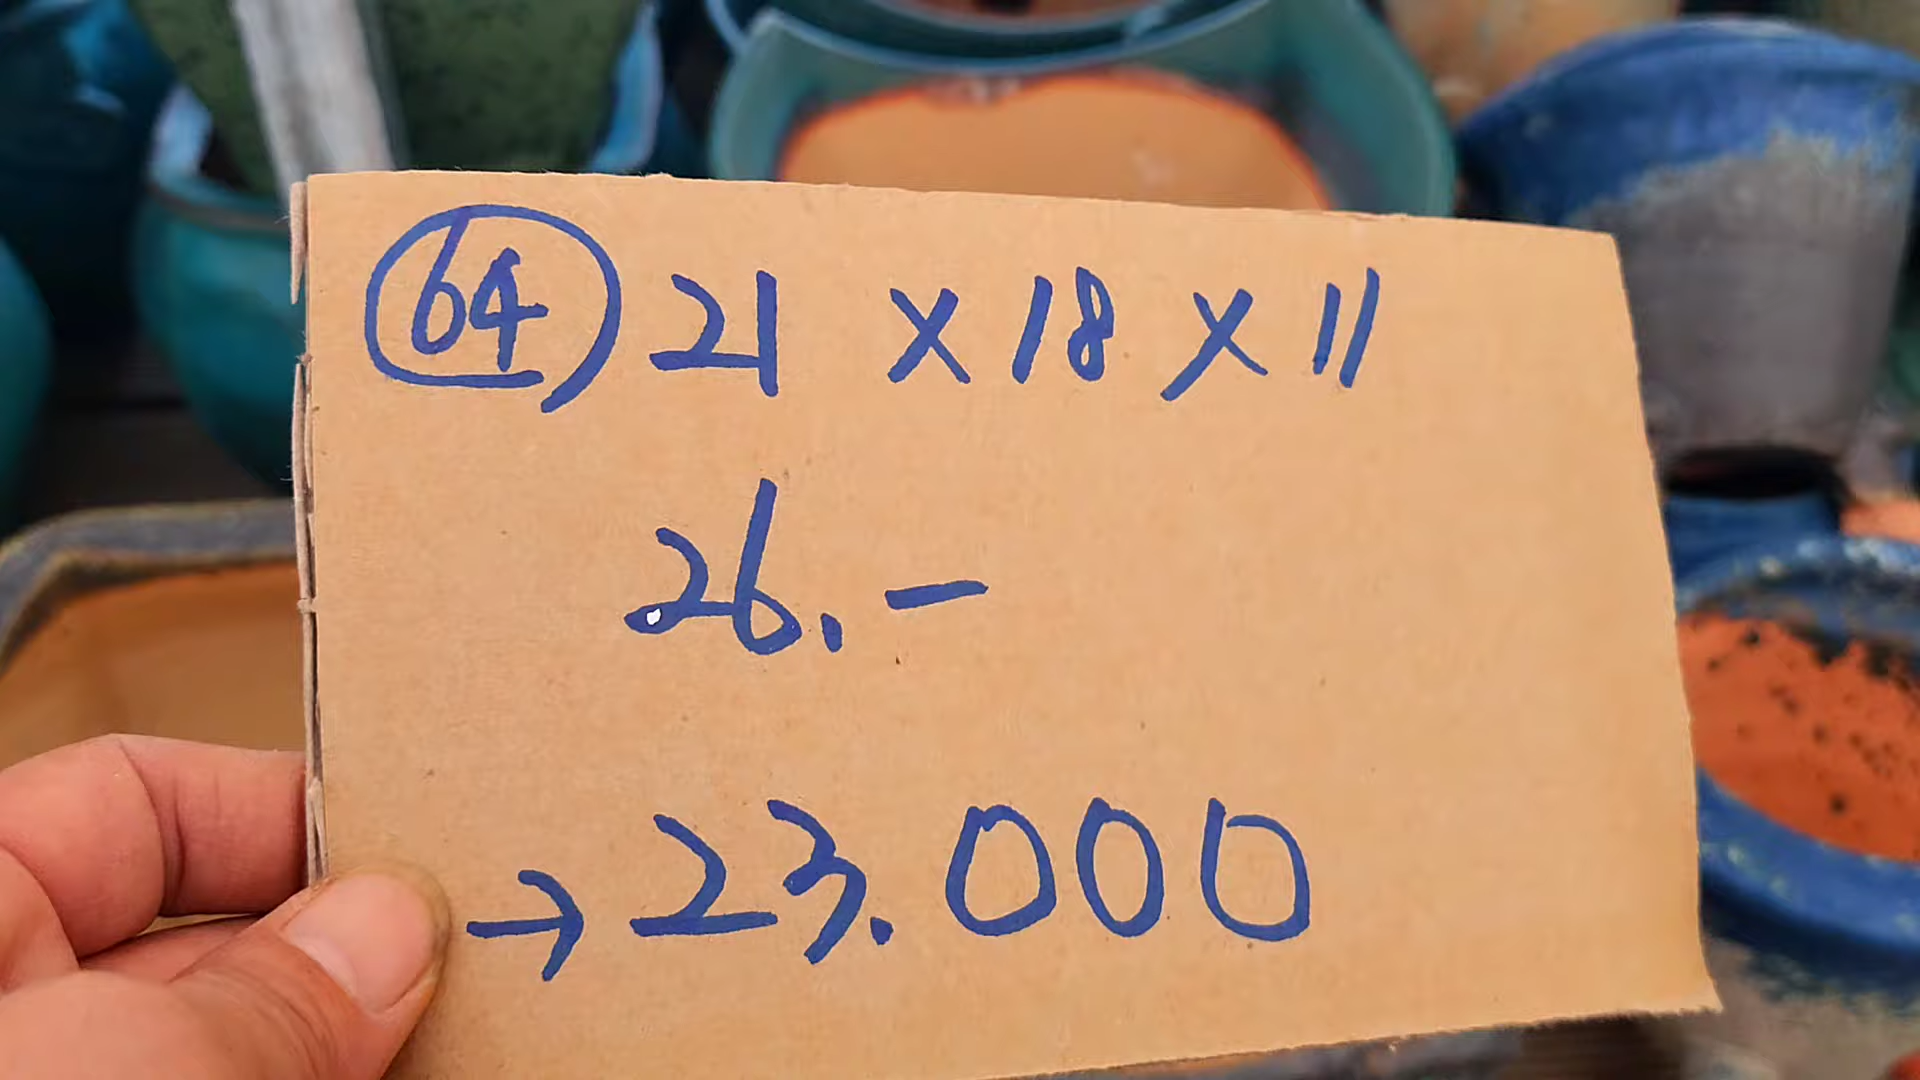 64 21 x 18 x 11
26.-
→ 23.000